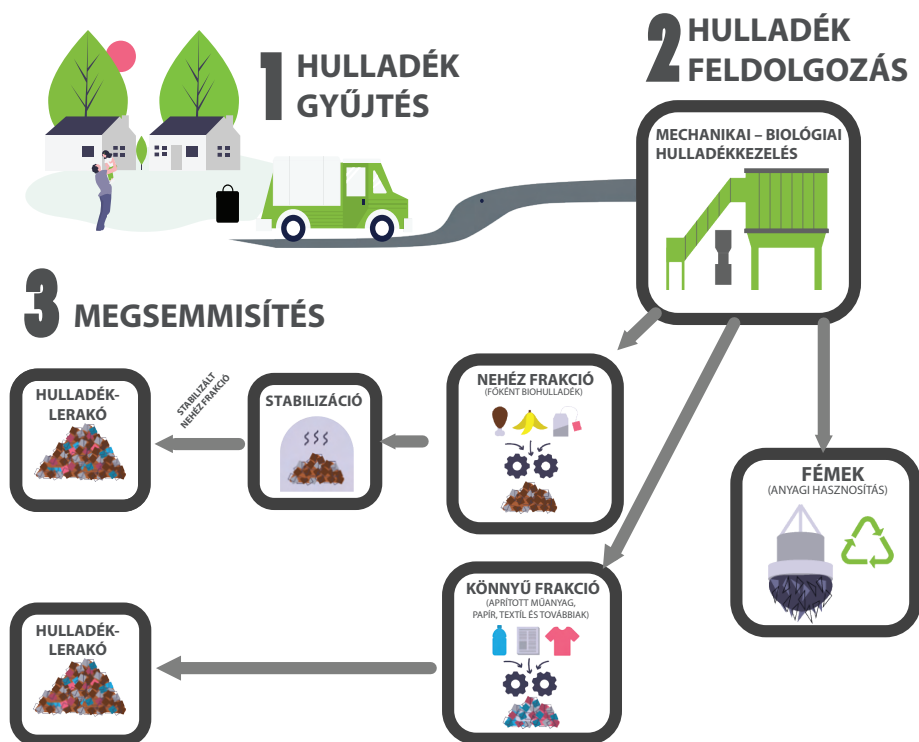 1 HULLADÉK
GYŰJTÉS
2 HULLADÉK
FELDOLGOZÁS
MECHANIKAI – BIOLÓGIAI
HULLADÉKKEZELÉS
3 MEGSEMMISÍTÉS
HULLADÉK-
LERAKÓ
STABILIZÁLT
NEHÉZ FRAKCIÓ
STABILIZÁCIÓ
NEHÉZ FRAKCIÓ
(FŐKÉNT BIOHULLADÉK)
FÉMEK
(ANYAGI HASZNOSÍTÁS)
HULLADÉK-
LERAKÓ
KÖNNYŰ FRAKCIÓ
(APRÍTOTT MŰANYAG,
PAPÍR, TEXTÍL ÉS TOVÁBBIAK)